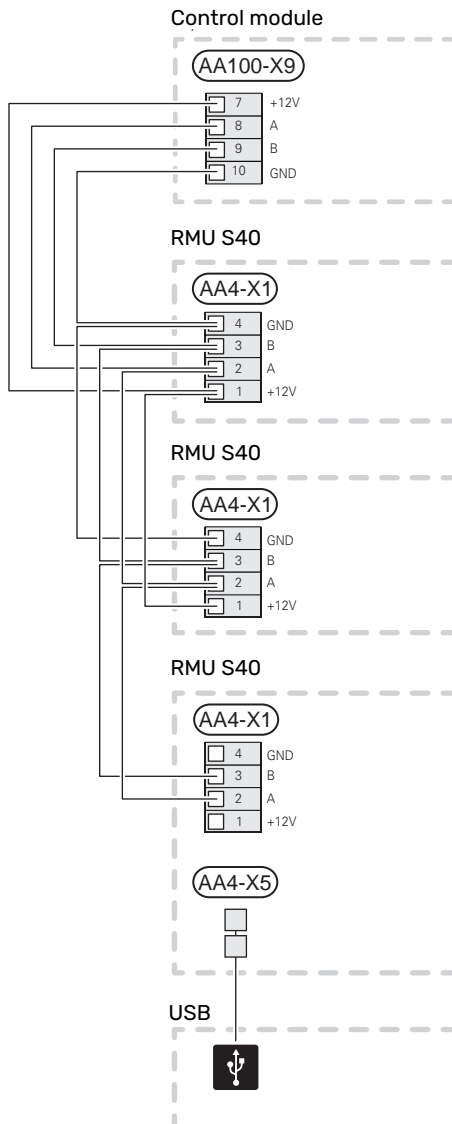 Control module
AA100-X9
7 +12V
8 A
9 B
10 GND
RMU S40
AA4-X1
4 GND
3 B
2 A
1 +12V
RMU S40
AA4-X1
4 GND
3 B
2 A
1 +12V
RMU S40
AA4-X1
4 GND
3 B
2 A
1 +12V
AA4-X5
USB